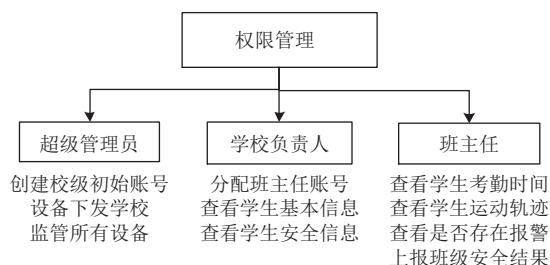 权限管理
超级管理员
创建校级初始账号
设备下发学校
监管所有设备
学校负责人
分配班主任账号
查看学生基本信息
查看学生安全信息
班主任
查看学生考勤时间
查看学生运动轨迹
查看是否存在报警
上报班级安全结果